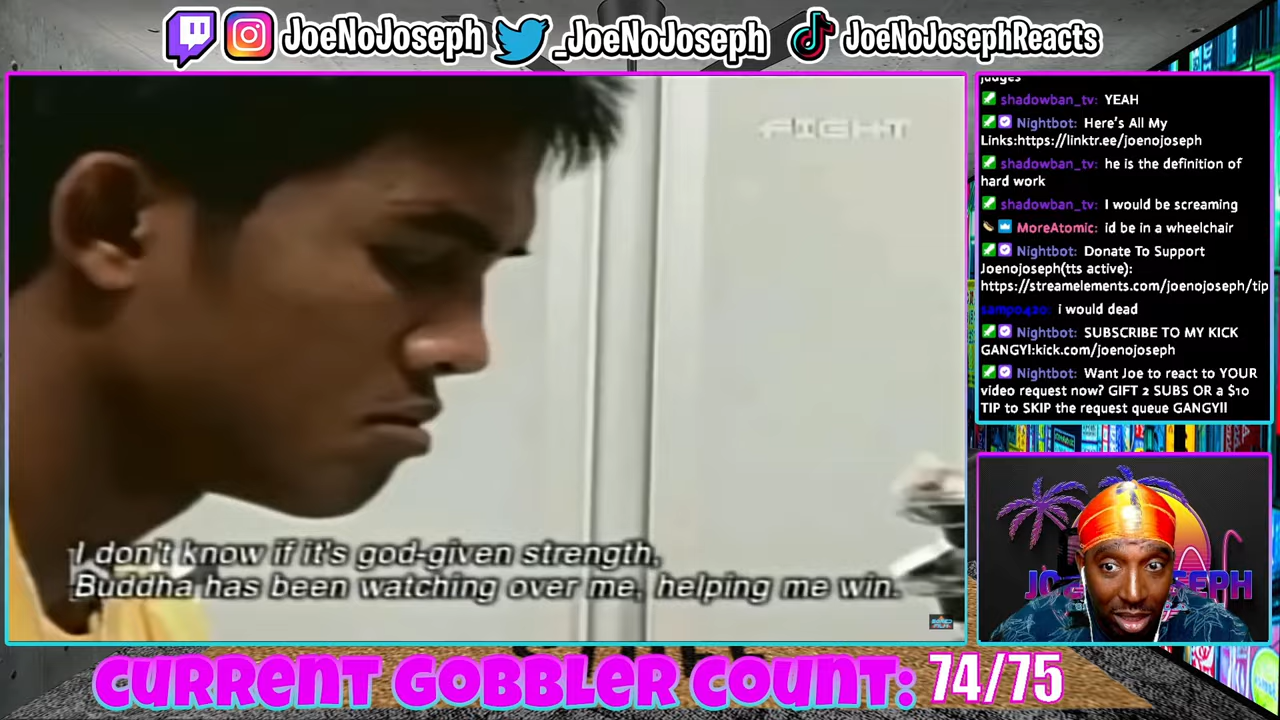 JoeNoJoseph
_JoeNoJoseph
JoeNoJosephReacts
FIGHT
I don't know if it's god-given strength,
Buddha has been watching over me, helping me win.
judges
shadowban_tv: YEAH
Nightbot: Here's All My
Links:https://linktr.ee/joenojoseph
shadowban_tv: he is the definition of
hard work
shadowban_tv: I would be screaming
MoreAtomic: id be in a wheelchair
Nightbot: Donate To Support
Joenojoseph(tts active):
https://streamelements.com/joenojoseph/tip
sampo420: i would dead
Nightbot: SUBSCRIBE TO MY KICK
GANGY!:kick.com/joenojoseph
Nightbot: Want Joe to react to YOUR
video request now? GIFT 2 SUBS OR a $10
TIP to SKIP the request queue GANGY!!
CURRENT GOBBLER COUNT: 74/75